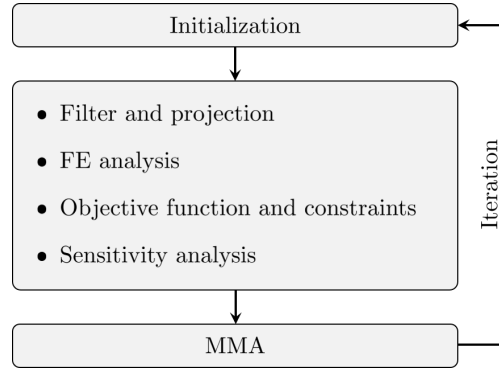 Initialization
• Filter and projection
• FE analysis
• Objective function and constraints
• Sensitivity analysis
Iteration
MMA